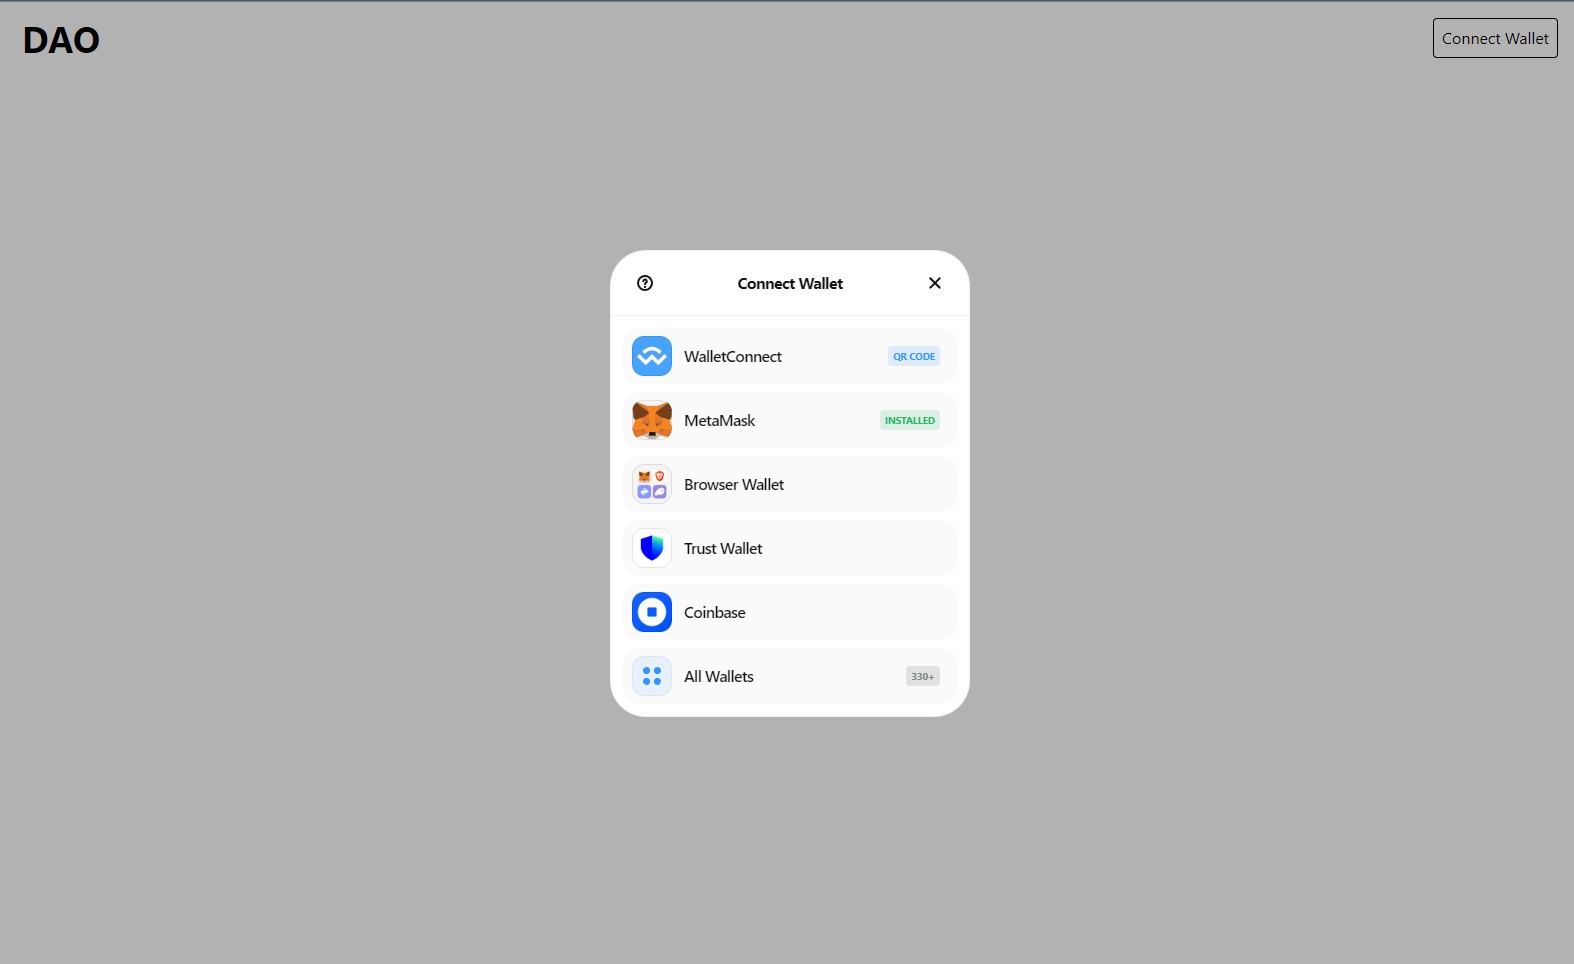 DAO
Connect Wallet
Connect Wallet
WalletConnect QR CODE
MetaMask INSTALLED
Browser Wallet
Trust Wallet
Coinbase
All Wallets 330+